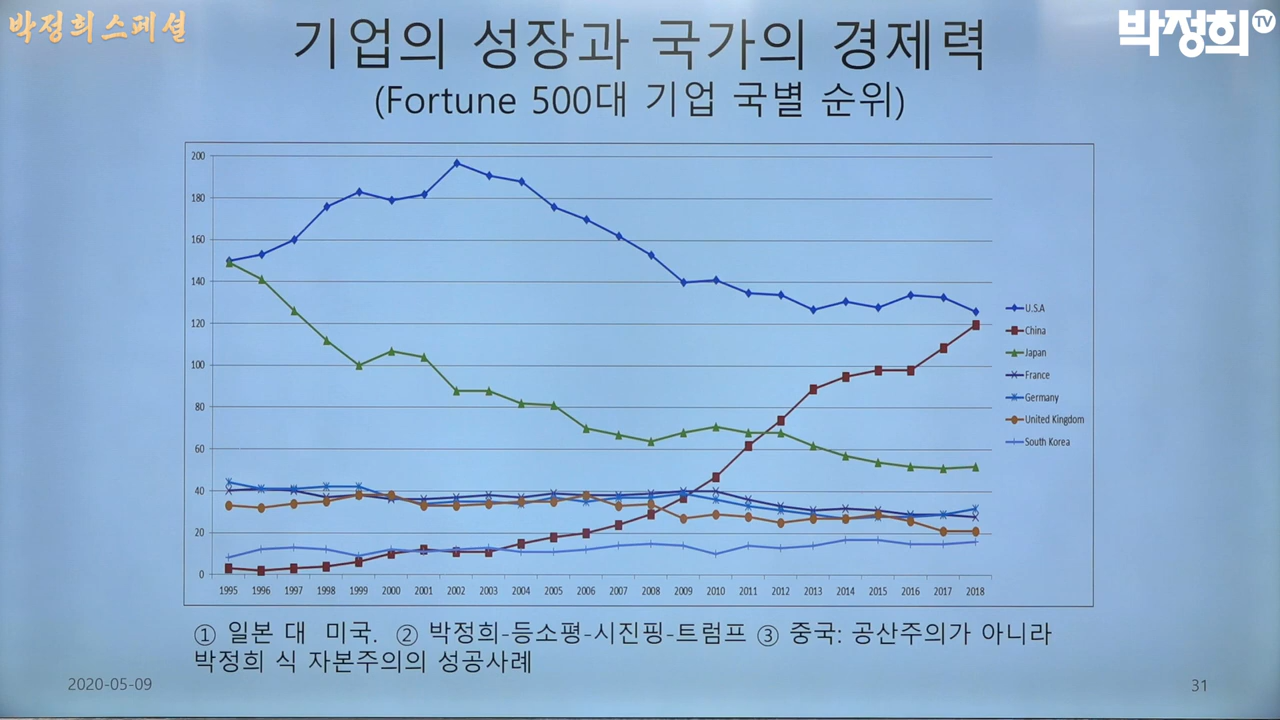 박정희스페셜
박정희TV
기업의 성장과 국가의 경제력
(Fortune 500대 기업 국별 순위)
200
180
160
140
120
100
80
60
40
20
0
1995 1996 1997 1998 1999 2000 2001 2002 2003 2004 2005 2006 2007 2008 2009 2010 2011 2012 2013 2014 2015 2016 2017 2018
U.S.A
China
Japan
France
Germany
United Kingdom
South Korea
① 일본 대 미국. ② 박정희-등소평-시진핑-트럼프 ③ 중국: 공산주의가 아니라
박정희 식 자본주의의 성공사례
2020-05-09
31